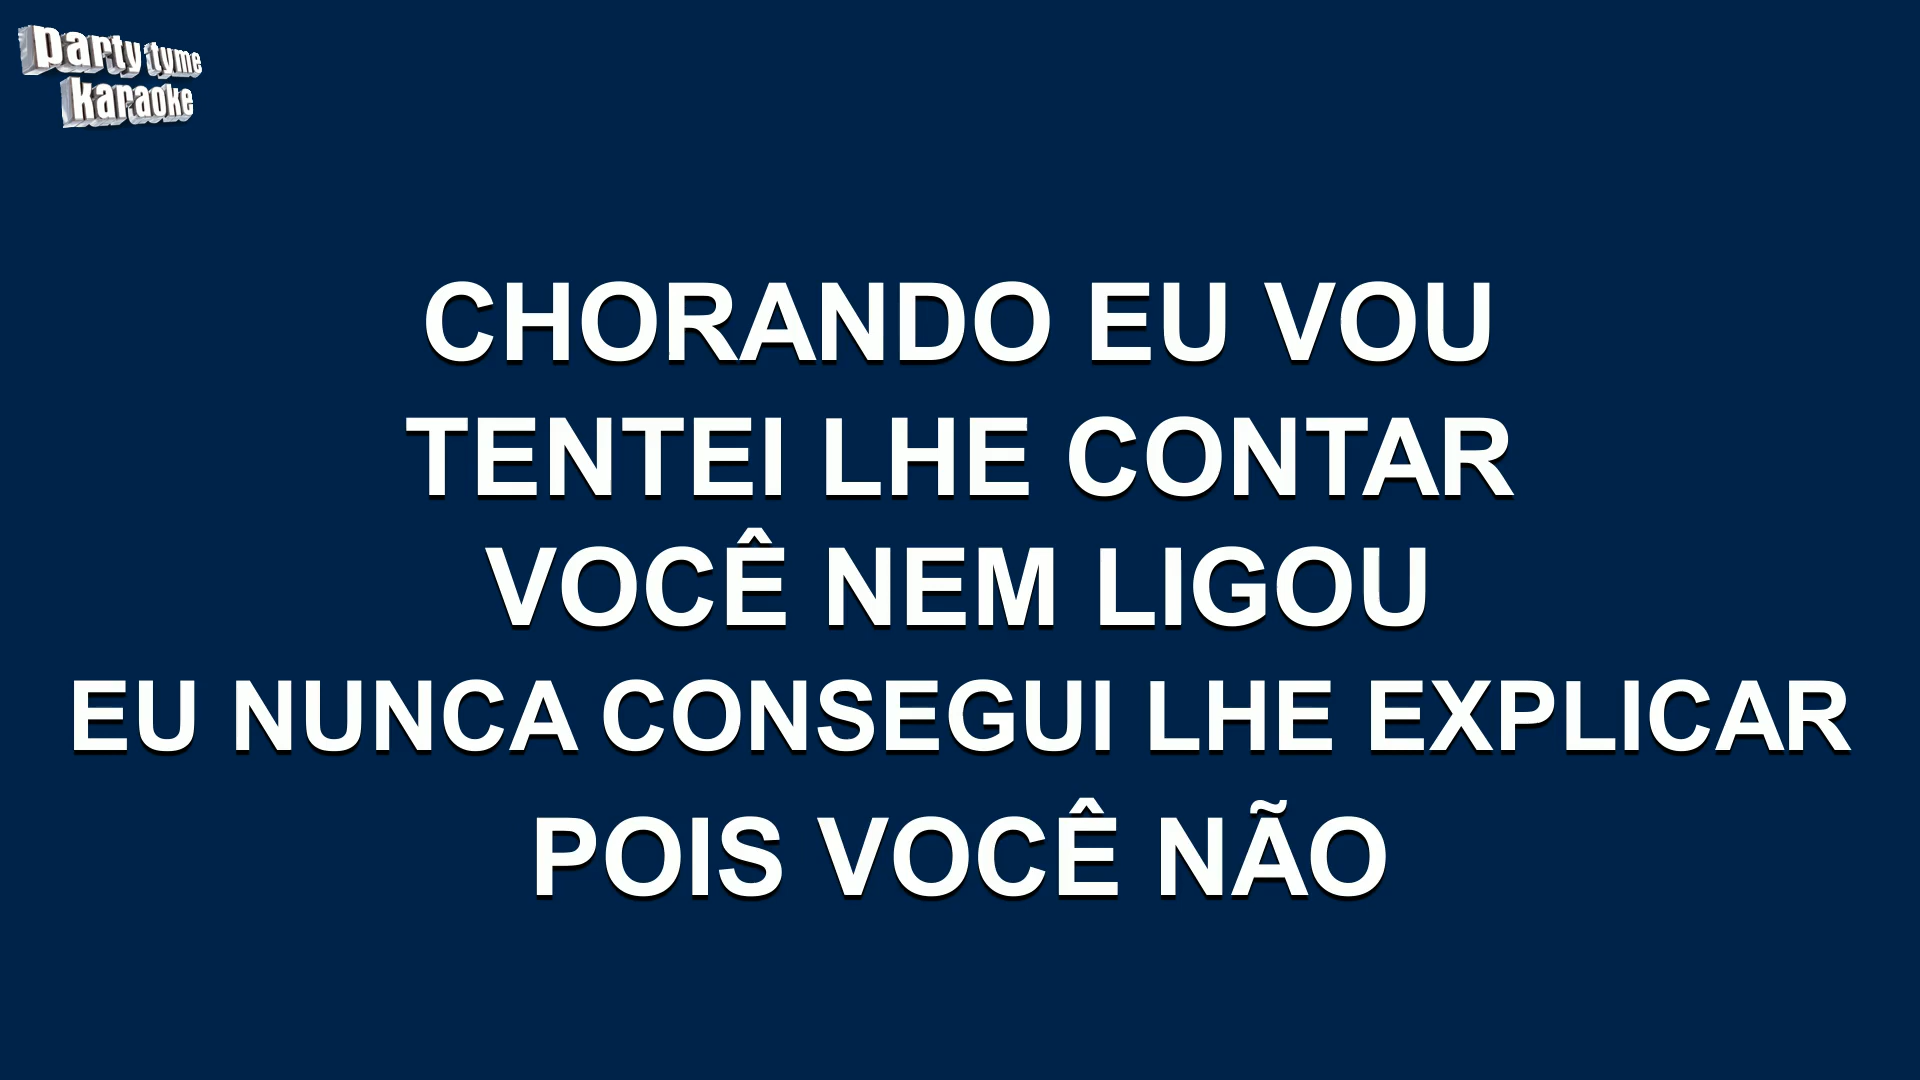 party tyme
karaoke
CHORANDO EU VOU
TENTEI LHE CONTAR
VOCÊ NEM LIGOU
EU NUNCA CONSEGUI LHE EXPLICAR
POIS VOCÊ NÃO